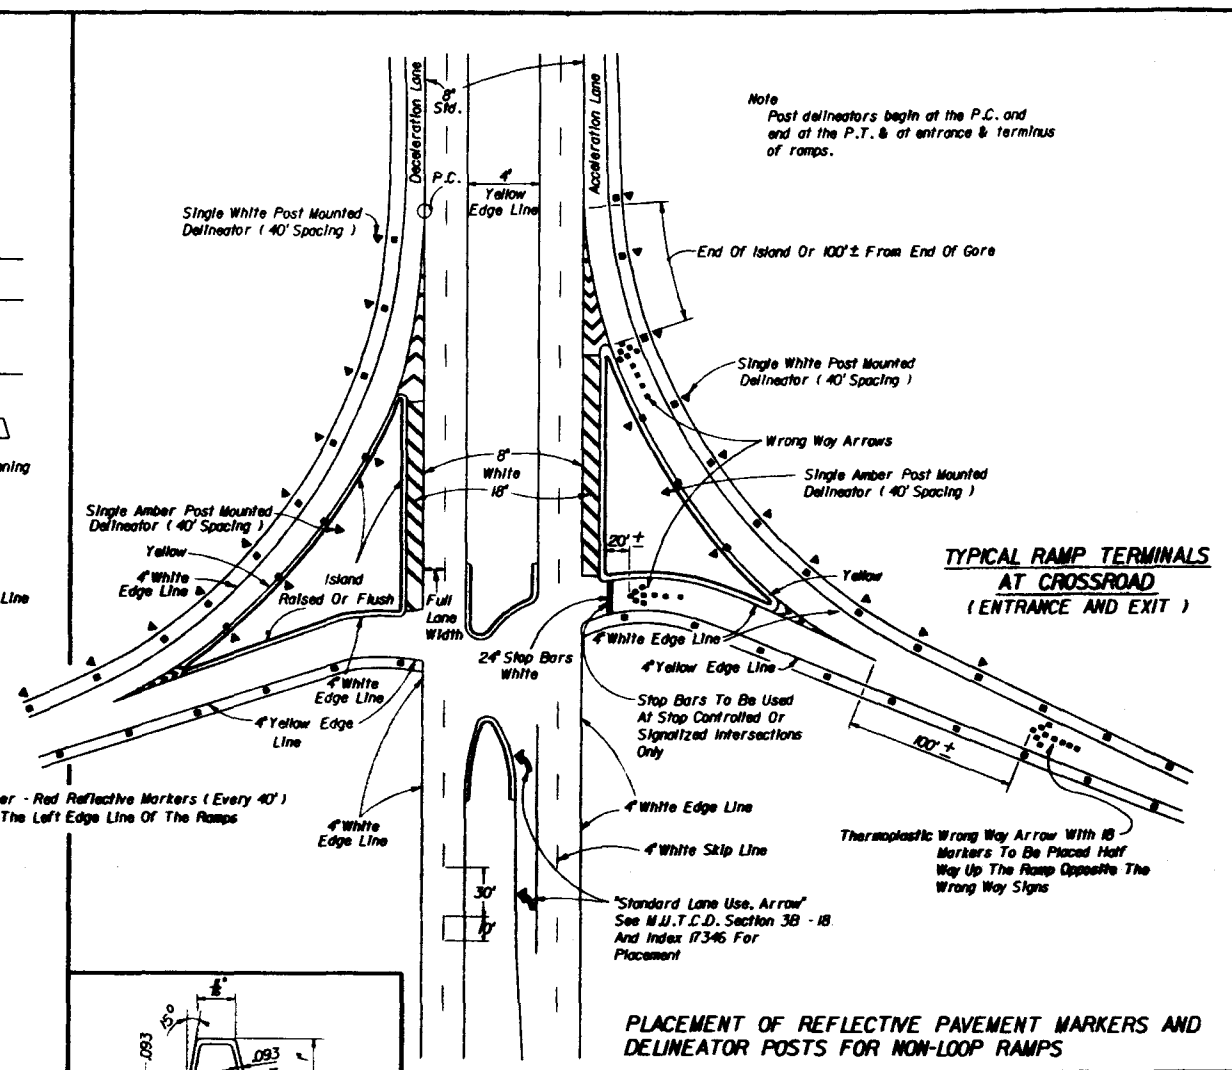 Deceleration Lane
8"
Std.
Acceleration Lane
P.C.
4"
Yellow
Edge Line
Note
Post delineators begin at the P.C. and
end at the P.T. & at entrance & terminus
of ramps.
Single White Post Mounted
Delineator ( 40' Spacing )
End Of Island Or 100'± From End Of Gore
Single White Post Mounted
Delineator ( 40' Spacing )
Wrong Way Arrows
8"
White
18"
Single Amber Post Mounted
Delineator ( 40' Spacing )
Single Amber Post Mounted
Delineator ( 40' Spacing )
Yellow
4" White
Edge Line
Island
Raised Or Flush
Full
Lane
Width
20' ±
Yellow
TYPICAL RAMP TERMINALS
AT CROSSROAD
( ENTRANCE AND EXIT )
Line
24" Stop Bars
White
4" White Edge Line
4" Yellow Edge Line
4" White
Edge Line
4" Yellow Edge
Line
Stop Bars To Be Used
At Stop Controlled Or
Signalized Intersections
Only
100' ±
er - Red Reflective Markers ( Every 40' )
The Left Edge Line Of The Ramps
4" White
Edge Line
4" White Edge Line
4" White Skip Line
Thermoplastic Wrong Way Arrow With 18
Markers To Be Placed Half
Way Up The Ramp Opposite The
Wrong Way Signs
30'
10'
"Standard Lane Use, Arrow"
See M.U.T.C.D. Section 3B - 18
And Index 17346 For
Placement
15°
.093
.093
PLACEMENT OF REFLECTIVE PAVEMENT MARKERS AND
DELINEATOR POSTS FOR NON-LOOP RAMPS